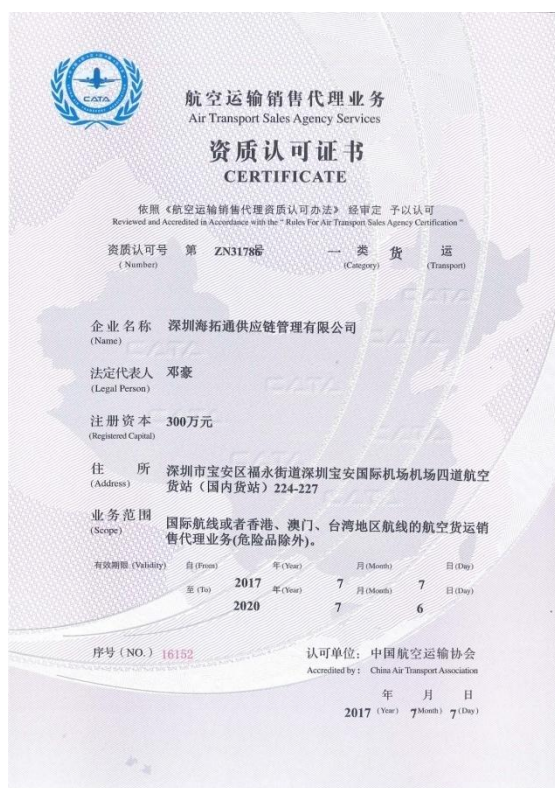 CATA
航空运输销售代理业务
Air Transport Sales Agency Services
资质认可证书
CERTIFICATE
依照《航空运输销售代理资质认可办法》 经审定 予以认可
Reviewed and Accredited in Accordance with the “ Rules For Air Transport Sales Agency Certification ”
资质认可号 第 ZN31786号 一 类 货 运
( Number) (Category) (Transport)
企业名称 深圳海拓通供应链管理有限公司
(Name)
法定代表人 邓豪
(Legal Person)
注册资本 300万元
(Registered Capital)
住 所 深圳市宝安区福永街道深圳宝安国际机场机场四道航空
(Address) 货站（国内货站）224-227
业务范围 国际航线或者香港、澳门、台湾地区航线的航空货运销
(Scope) 售代理业务(危险品除外)。
有效期限 (Validity) 自 (From) 2017 年(Year) 7 月(Month) 7 日(Day)
至 (To) 2020 年(Year) 7 月(Month) 6 日(Day)
序号（NO.）16152 认可单位：中国航空运输协会
Accredited by： China Air Transport Association
年 月 日
2017 (Year) 7 (Month) 7 (Day)